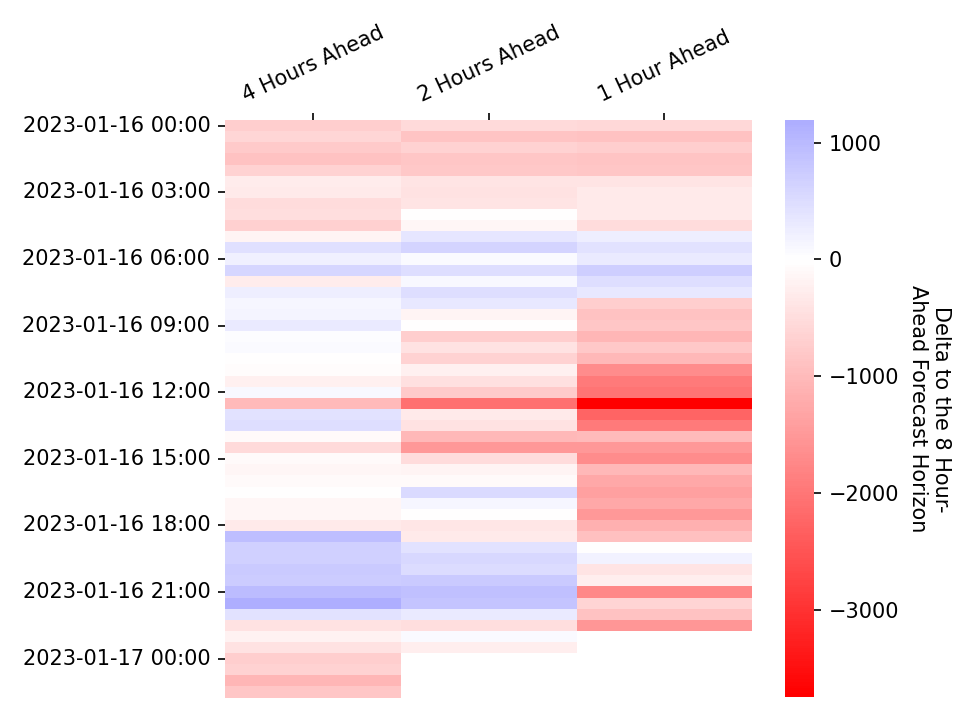 4 Hours Ahead
2 Hours Ahead
1 Hour Ahead
2023-01-16 00:00
2023-01-16 03:00
2023-01-16 06:00
2023-01-16 09:00
2023-01-16 12:00
2023-01-16 15:00
2023-01-16 18:00
2023-01-16 21:00
2023-01-17 00:00
1000
0
−1000
−2000
−3000
Delta to the 8 Hour-
Ahead Forecast Horizon